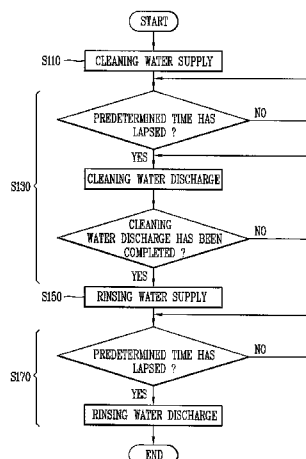 START
S110
CLEANING WATER SUPPLY
PREDETERMINED TIME HAS
LAPSED ?
NO
YES
S130
CLEANING WATER DISCHARGE
CLEANING
WATER DISCHARGE HAS BEEN
COMPLETED ?
NO
YES
S150
RINSING WATER SUPPLY
PREDETERMINED TIME HAS
LAPSED ?
NO
S170
YES
RINSING WATER DISCHARGE
END